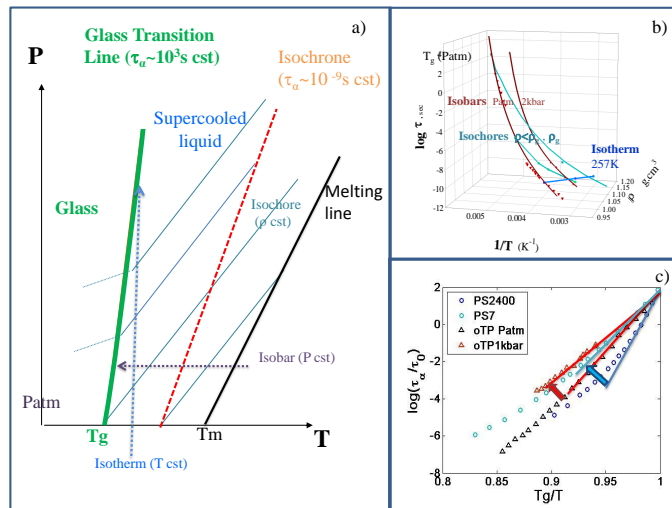 a)
Glass Transition
Line (τα~10³s cst)
P
Isochrone
(τα~10⁻⁹s cst)
Supercooled
liquid
Glass
Isochore
(ρ cst)
Melting
line
Isobar (P cst)
Patm
Tg
Tm
T
Isotherm (T cst)
b)
Tg(Patm)
Isobars Patm 2kbar
Isochores ρ<ρg, ρg
Isotherm
257K
log τ, sec
4
2
0
-2
-4
-6
-8
-10
-12
0.005
0.004
0.003
0.95
1.00
1.05
1.10
1.20
ρ g.cm⁻³
1/T (K⁻¹)
c)
PS2400
PS7
oTP Patm
oTP1kbar
log(τα/τ0)
2
0
-2
-4
-6
-8
0.8
0.85
0.9
0.95
1
Tg/T